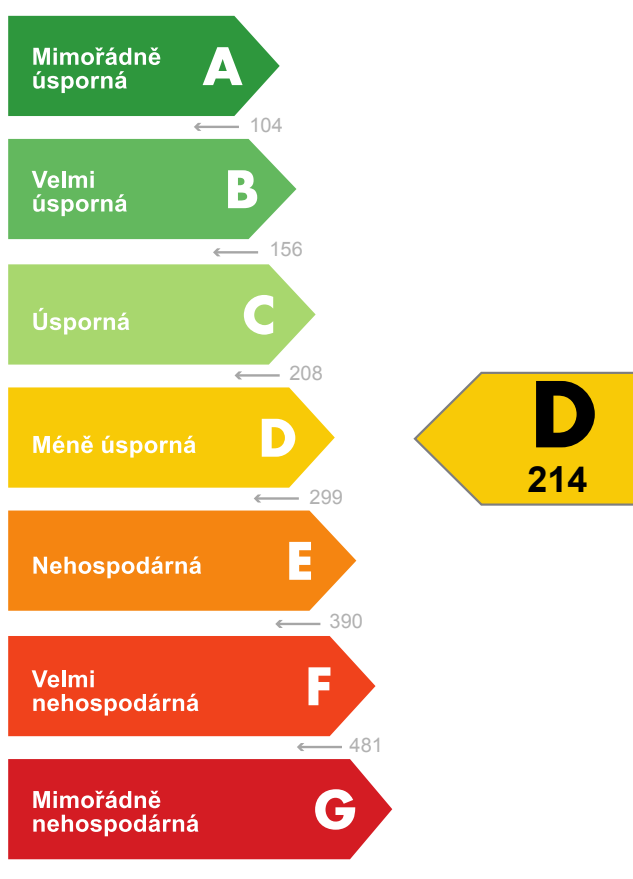 Mimořádně
úsporná
A
104
Velmi
úsporná
B
156
Úsporná
C
208
Méně úsporná
D
299
D
214
Nehospodárná
E
390
Velmi
nehospodárná
F
481
Mimořádně
nehospodárná
G